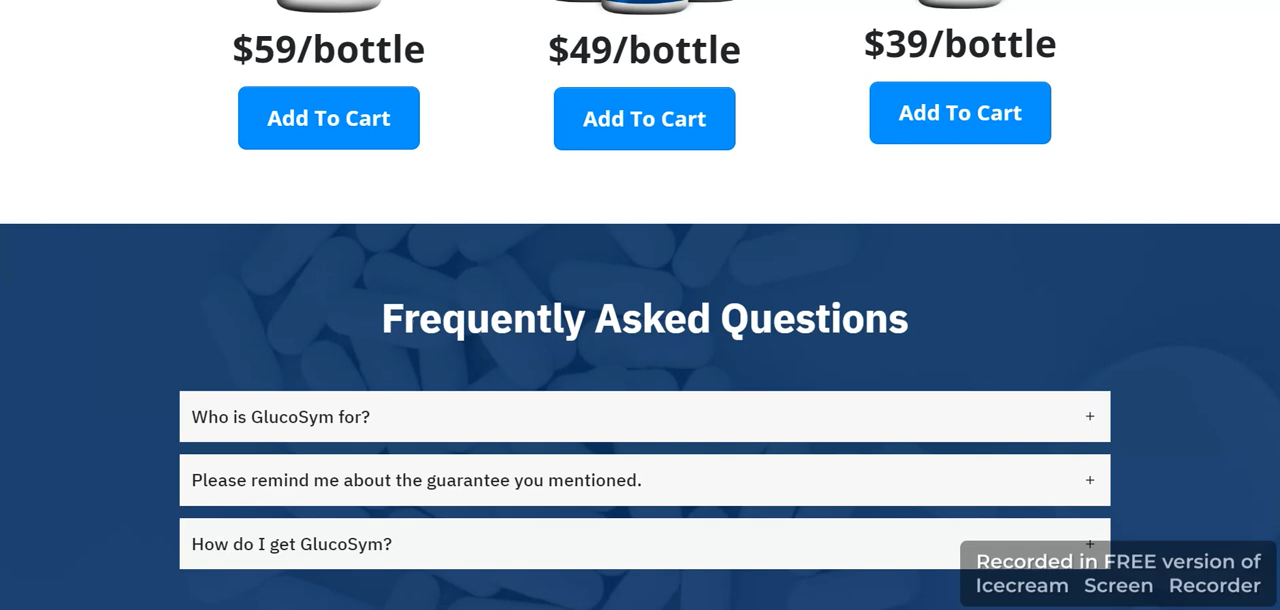 $59/bottle
$49/bottle
$39/bottle
Add To Cart
Add To Cart
Add To Cart
Frequently Asked Questions
Who is GlucoSym for?
+
Please remind me about the guarantee you mentioned.
+
How do I get GlucoSym?
+
Recorded in FREE version of
Icecream Screen Recorder